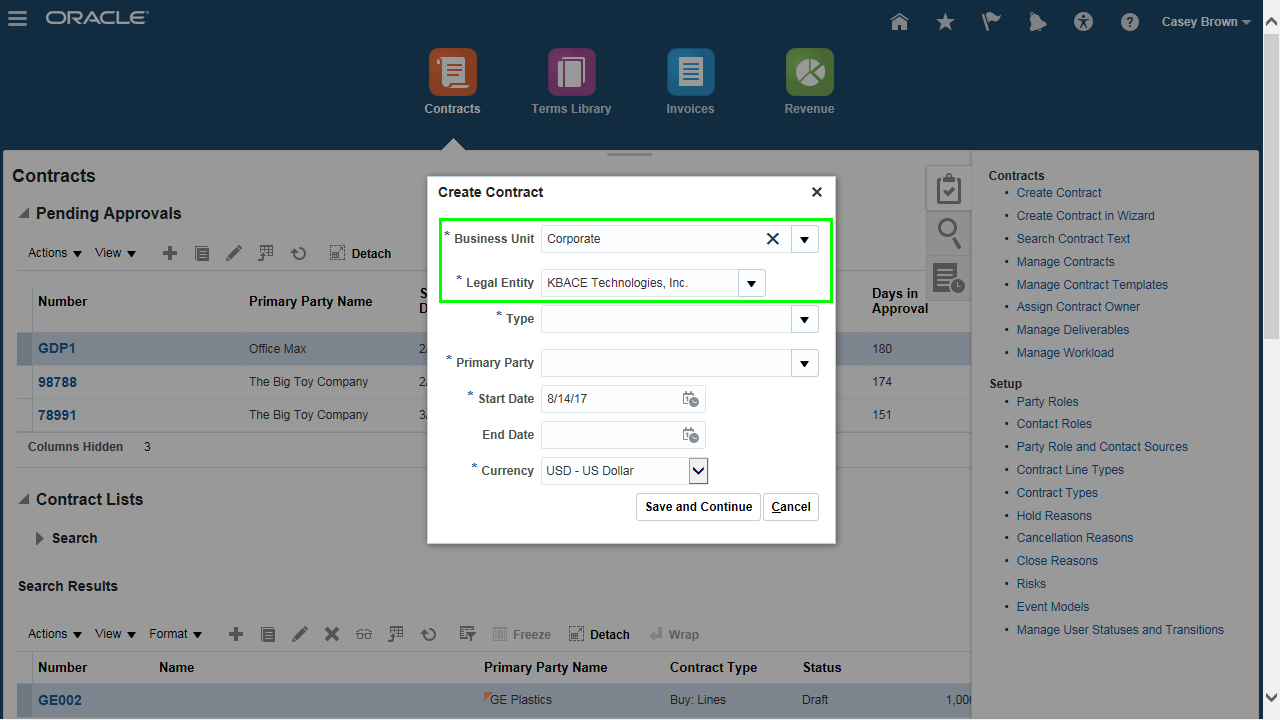 ORACLE
Casey Brown
Contracts Terms Library Invoices Revenue
Contracts
Pending Approvals
Actions View Detach
Number Primary Party Name S Days in
D Approval
GDP1 Office Max 2/ 180
98788 The Big Toy Company 2/ 174
78991 The Big Toy Company 3/ 151
Columns Hidden 3
Contract Lists
Search
Search Results
Actions View Format Freeze Detach Wrap
Number Name Primary Party Name Contract Type Status
GE002 GE Plastics Buy: Lines Draft 1,000
Create Contract
* Business Unit Corporate
* Legal Entity KBACE Technologies, Inc.
* Type
* Primary Party
* Start Date 8/14/17
End Date
* Currency USD - US Dollar
Save and Continue Cancel
Contracts
• Create Contract
• Create Contract in Wizard
• Search Contract Text
• Manage Contracts
• Manage Contract Templates
• Assign Contract Owner
• Manage Deliverables
• Manage Workload
Setup
• Party Roles
• Contact Roles
• Party Role and Contact Sources
• Contract Line Types
• Contract Types
• Hold Reasons
• Cancellation Reasons
• Close Reasons
• Risks
• Event Models
• Manage User Statuses and Transitions